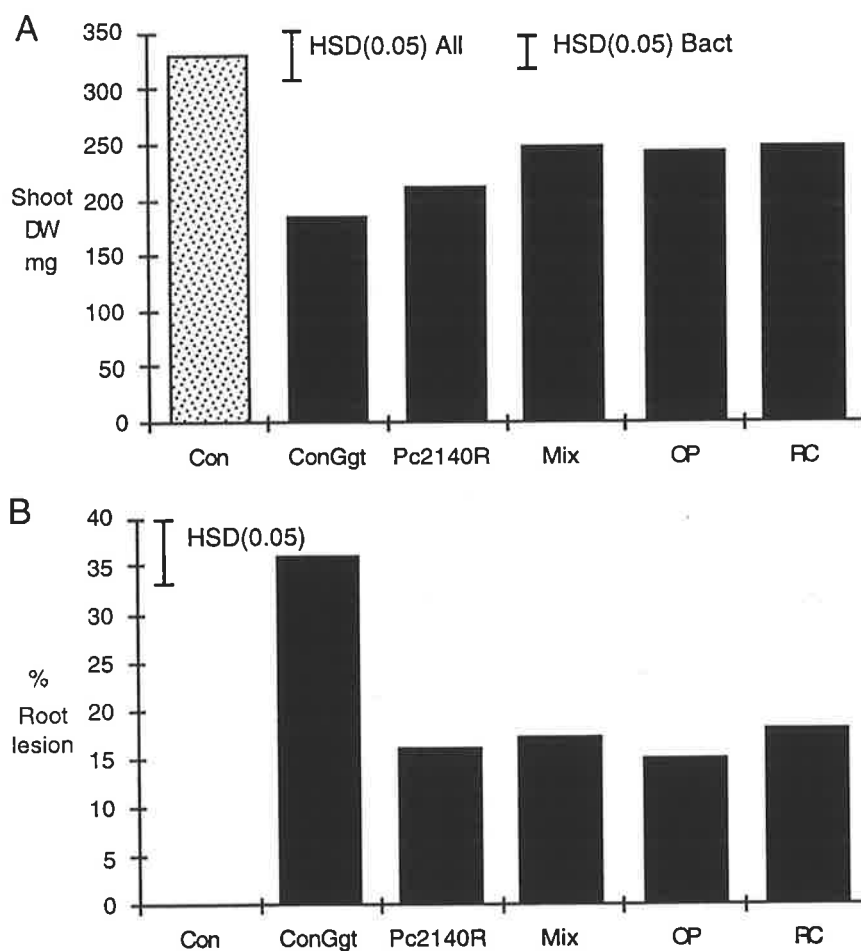 A
350
HSD(0.05) All
HSD(0.05) Bact
300
250
Shoot
DW
mg
200
150
100
50
0
Con
ConGgt
Pc2140R
Mix
OP
RC
B
40
HSD(0.05)
35
30
25
%
Root
lesion
20
15
10
5
0
Con
ConGgt
Pc2140R
Mix
OP
RC